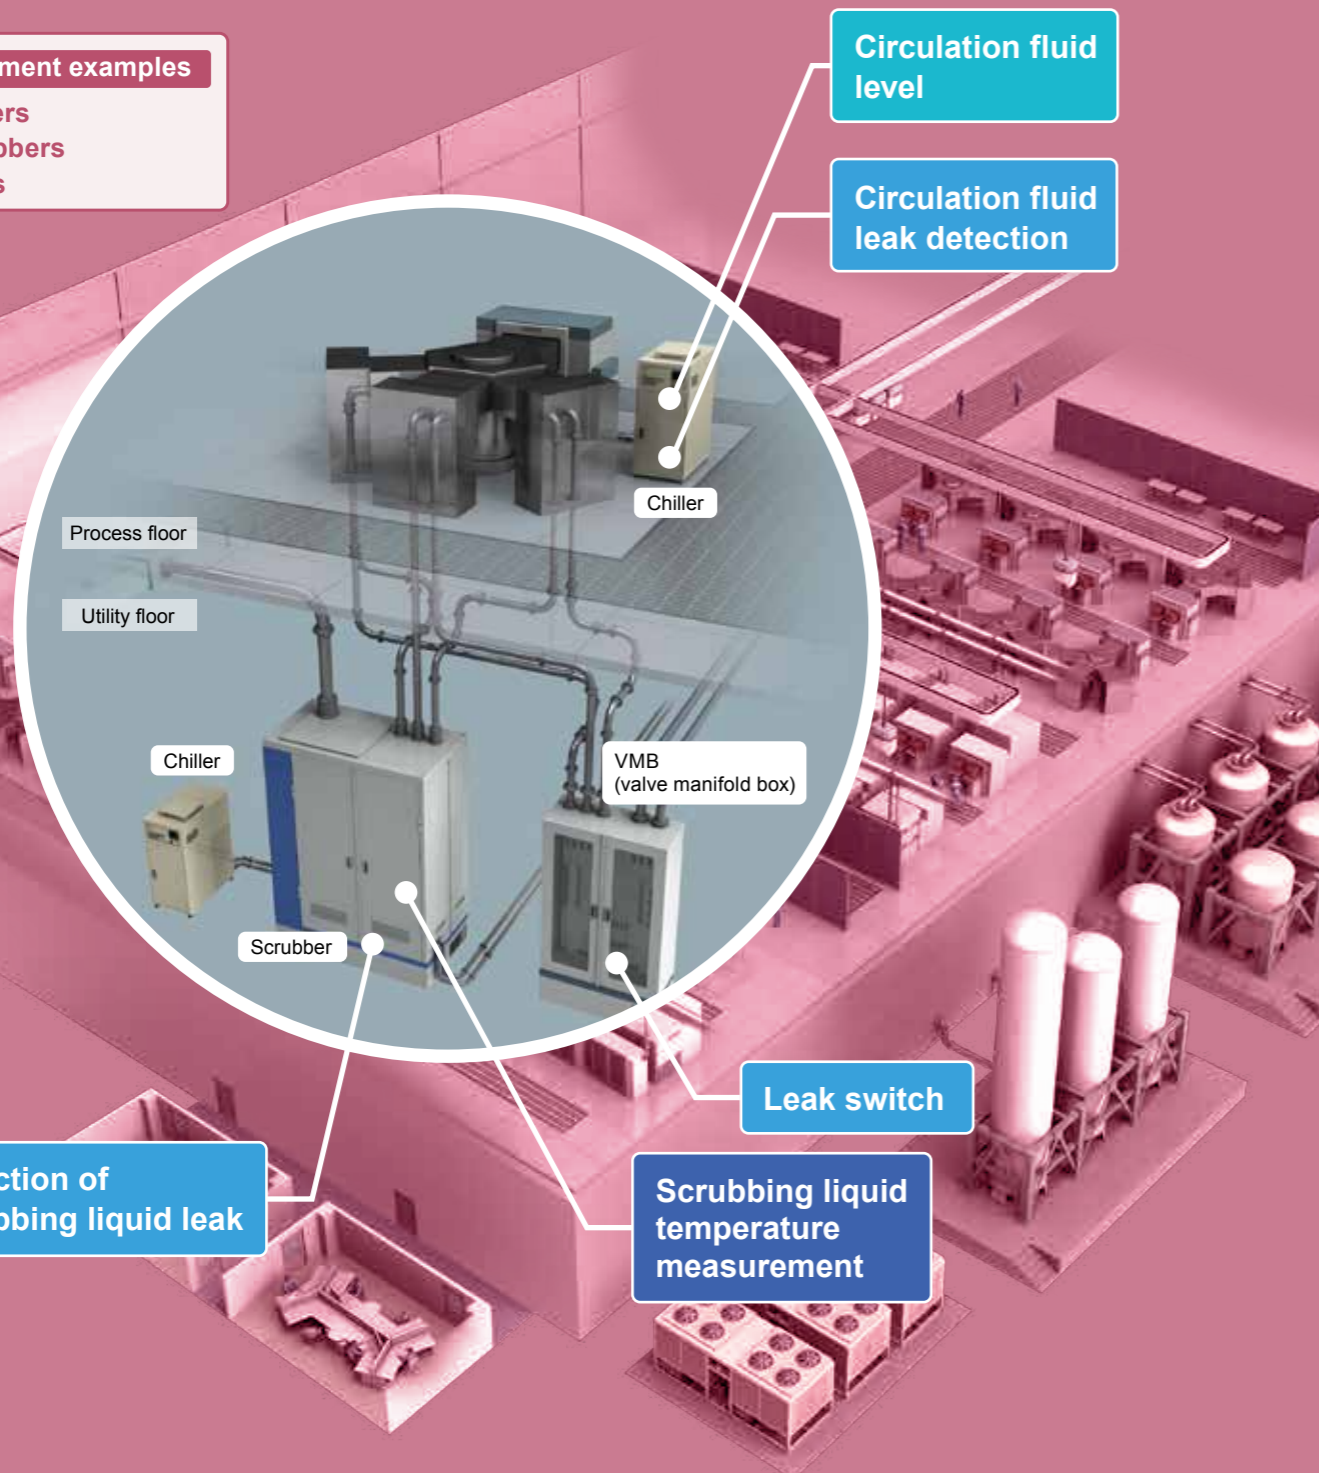 ment examples
ers
bbers
s
Circulation fluid
level
Circulation fluid
leak detection
Chiller
Process floor
Utility floor
Chiller
VMB
(valve manifold box)
Scrubber
Leak switch
ction of
bbing liquid leak
Scrubbing liquid
temperature
measurement